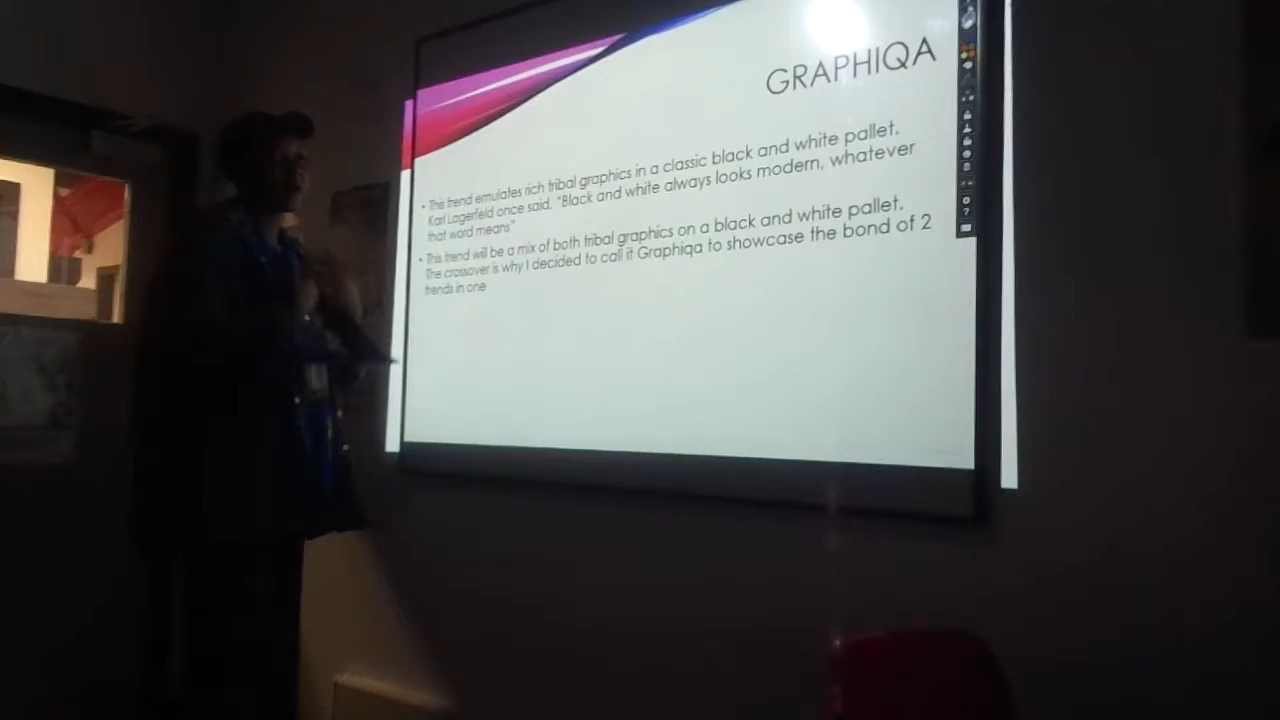 GRAPHIQA
• This trend emulates rich tribal graphics in a classic black and white pallet.
Karl Lagerfeld once said, "Black and white always looks modern, whatever
that word means"
• This trend will be a mix of both tribal graphics on a black and white pallet.
The crossover is why I decided to call it Graphiqa to showcase the bond of 2
trends in one